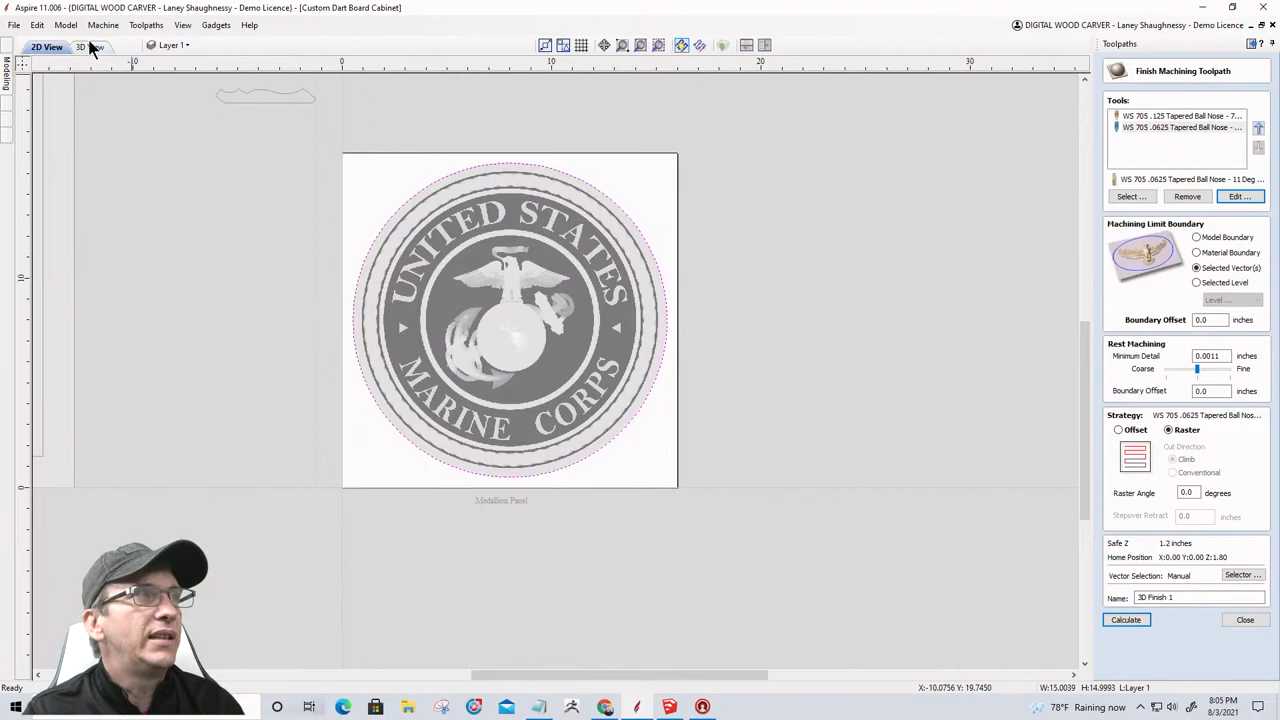 Aspire 11.006 - (DIGITAL WOOD CARVER - Laney Shaughnessy - Demo Licence) - [Custom Dart Board Cabinet]
File Edit Model Machine Toolpaths View Gadgets Help
DIGITAL WOOD CARVER - Laney Shaughnessy - Demo Licence
2D View
Layer 1
Toolpaths
Modeling
-10 0 10 20 30
10
0
Finish Machining Toolpath
Tools:
WS 705 .125 Tapered Ball Nose - 7...
WS 705 .0625 Tapered Ball Nose - ...
WS 705 .0625 Tapered Ball Nose - 11 Deg ...
Select ... Remove Edit ...
Machining Limit Boundary
Model Boundary
Material Boundary
Selected Vector(s)
Selected Level
Level ...
Boundary Offset 0.0 inches
Rest Machining
Minimum Detail 0.0011 inches
Coarse Fine
Boundary Offset 0.0 inches
Strategy: WS 705 .0625 Tapered Ball Nos...
Offset Raster
Cut Direction
Climb
Conventional
Raster Angle 0.0 degrees
Stepover Retract 0.0 inches
Safe Z 1.2 inches
Home Position X:0.00 Y:0.00 Z:1.80
Vector Selection: Manual Selector ...
Name: 3D Finish 1
Calculate Close
UNITED STATES
MARINE CORPS
Medallion Panel
Ready
X:-10.0756 Y: 19.7450
W:15.0039 H:14.9993 L:Layer 1
78°F Raining now
8:05 PM
8/3/2021